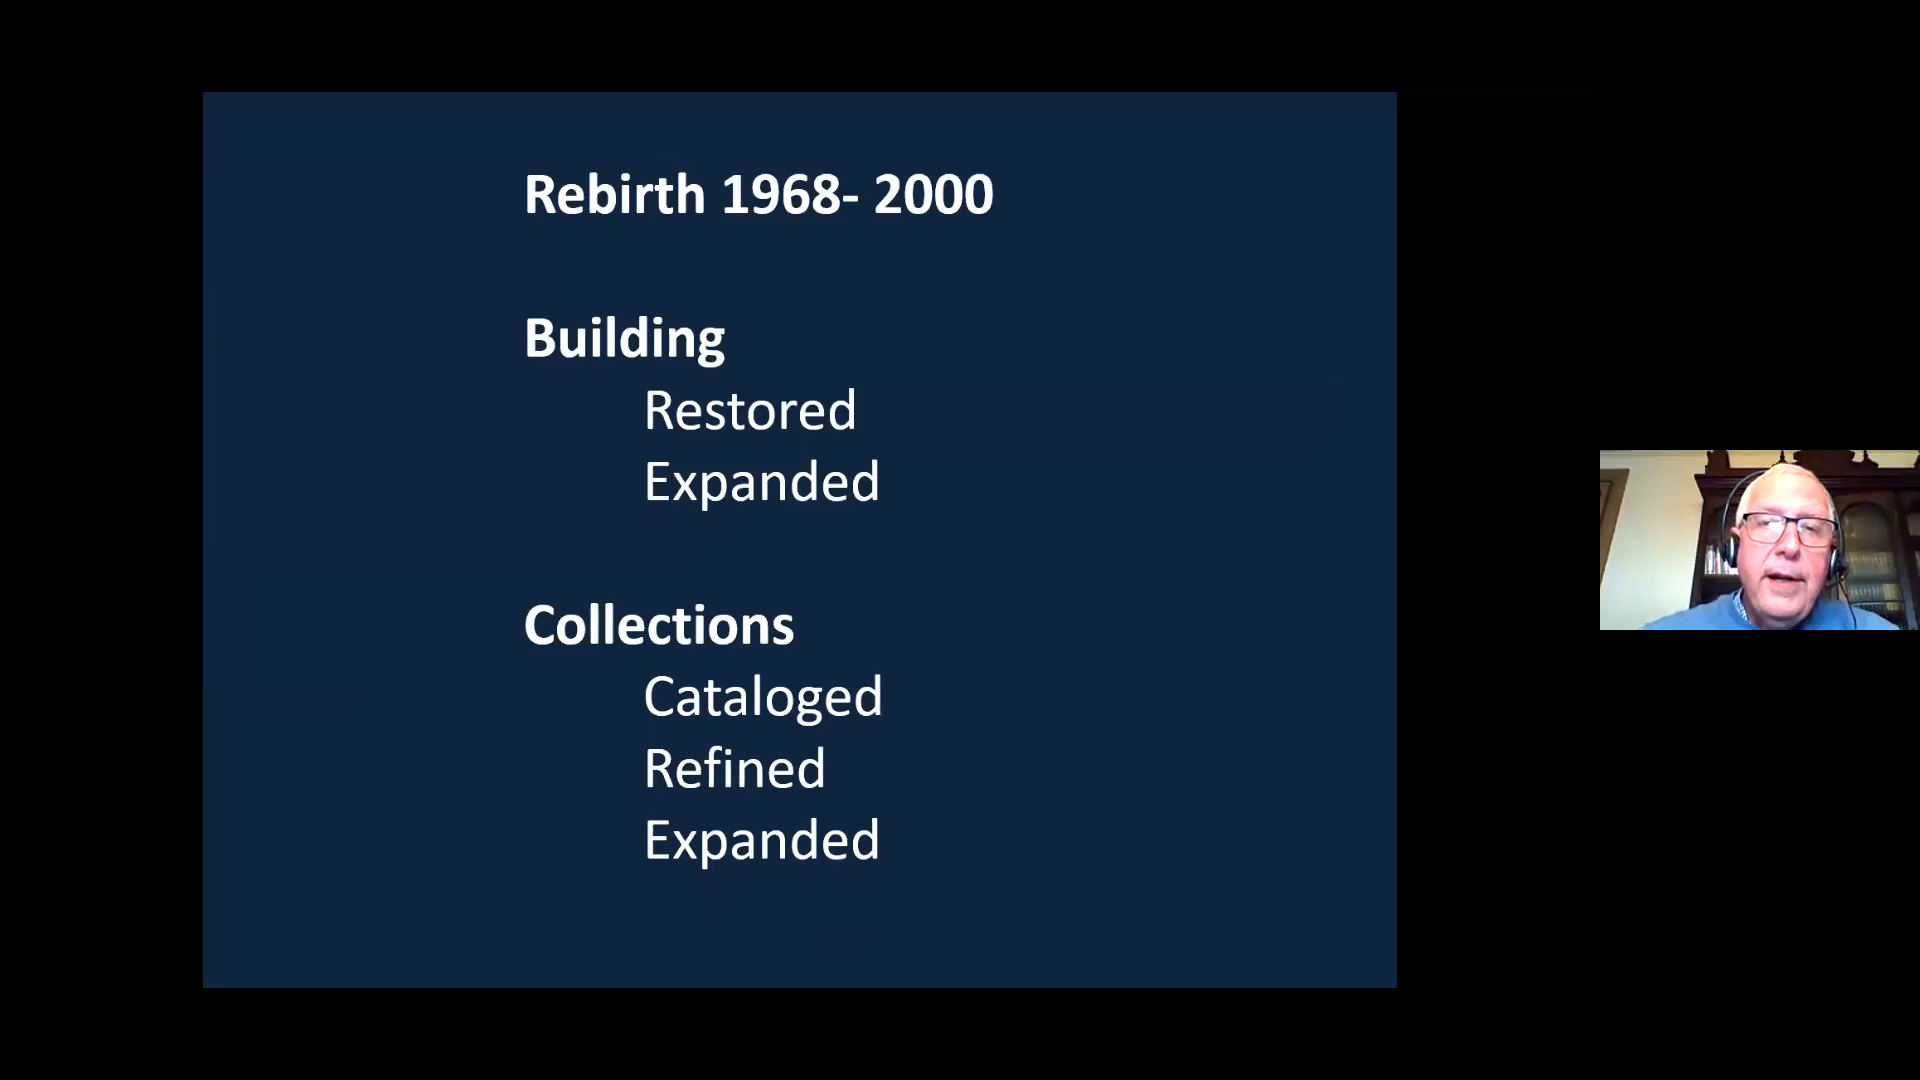 Rebirth 1968- 2000
Building
Restored
Expanded
Collections
Cataloged
Refined
Expanded